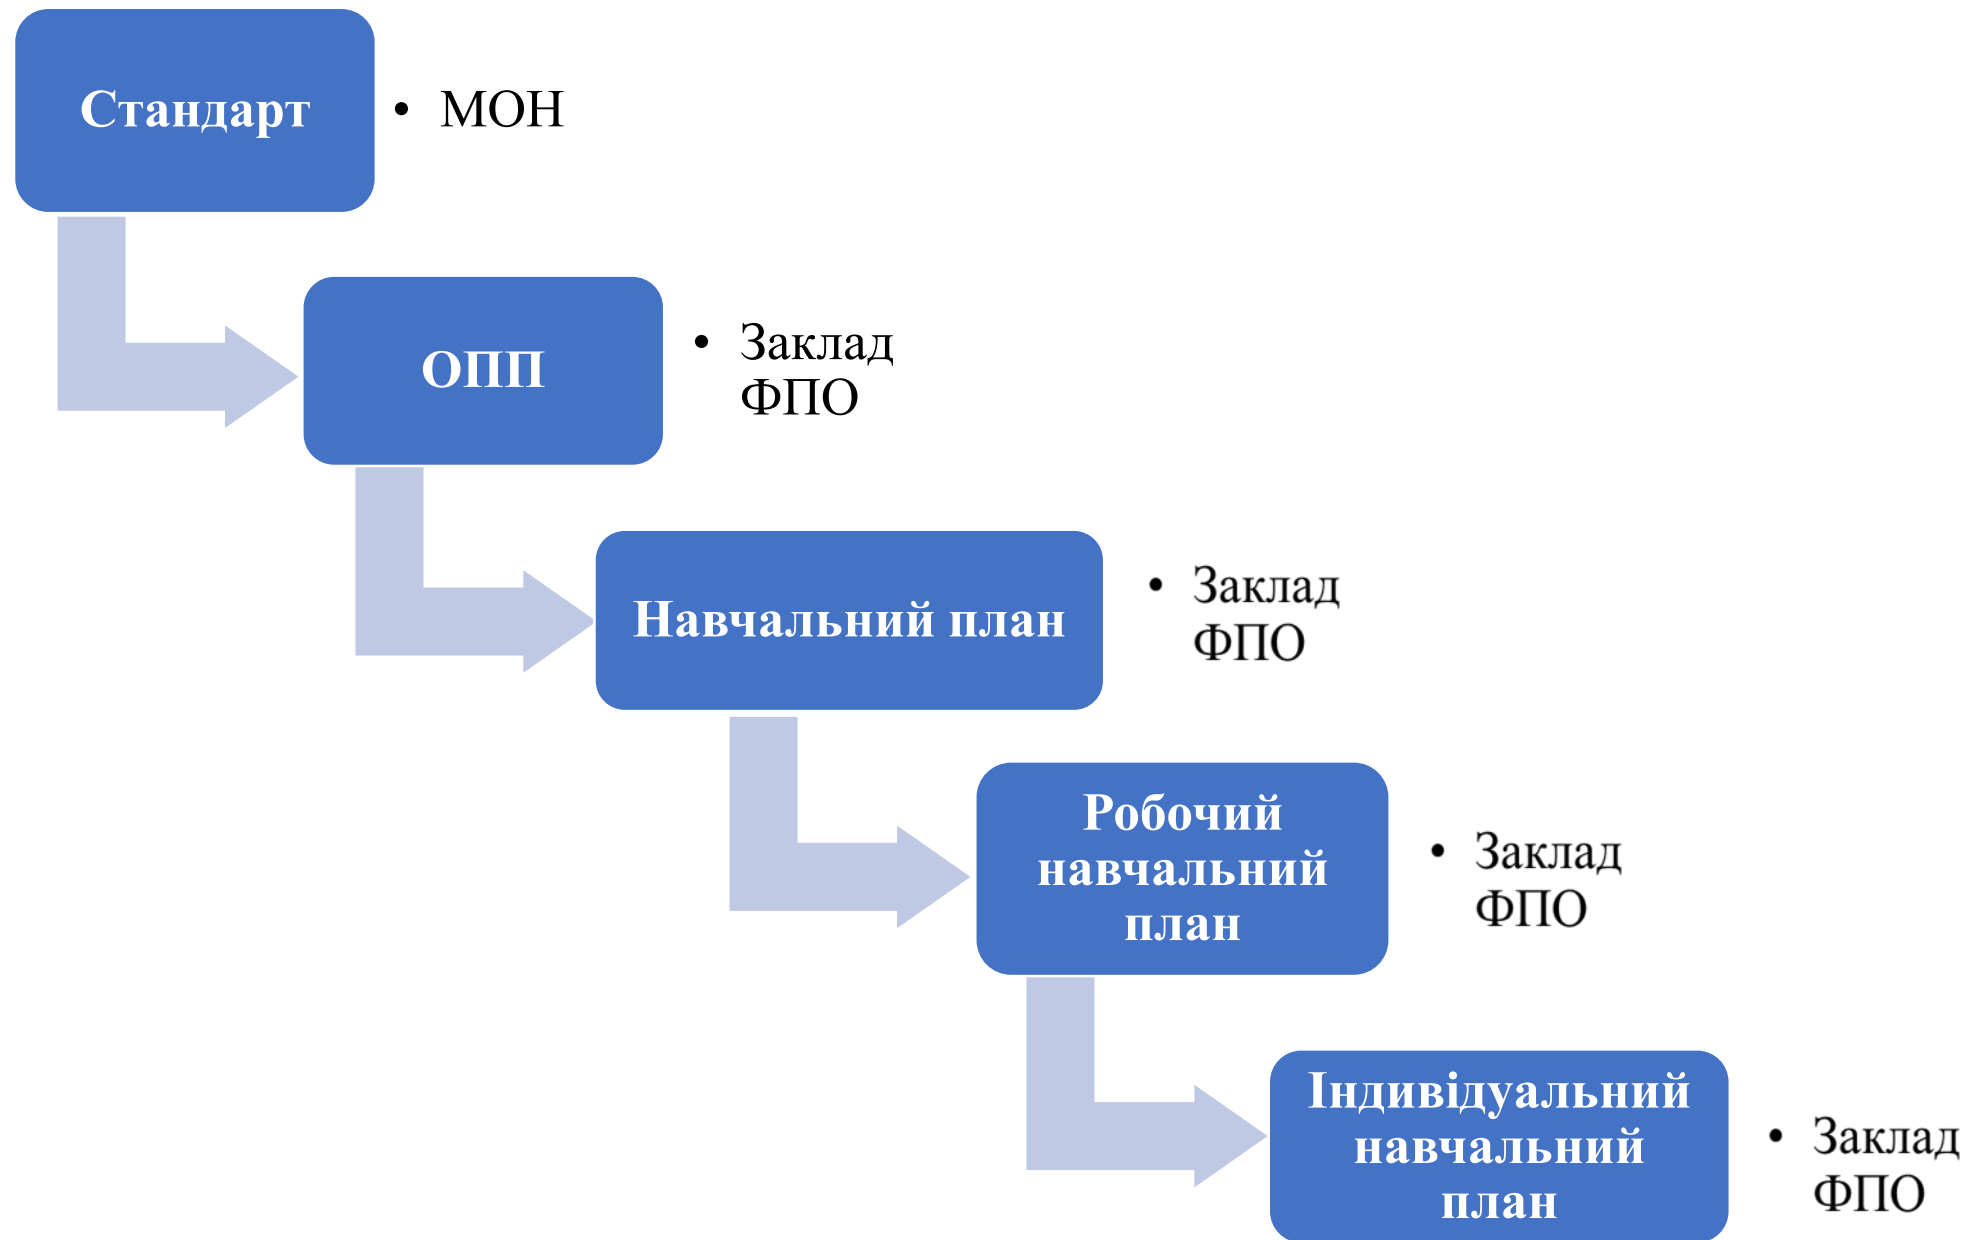 Стандарт
• МОН
ОПП
• Заклад
ФПО
Навчальний план
• Заклад
ФПО
Робочий
навчальний
план
• Заклад
ФПО
Індивідуальний
навчальний
план
• Заклад
ФПО